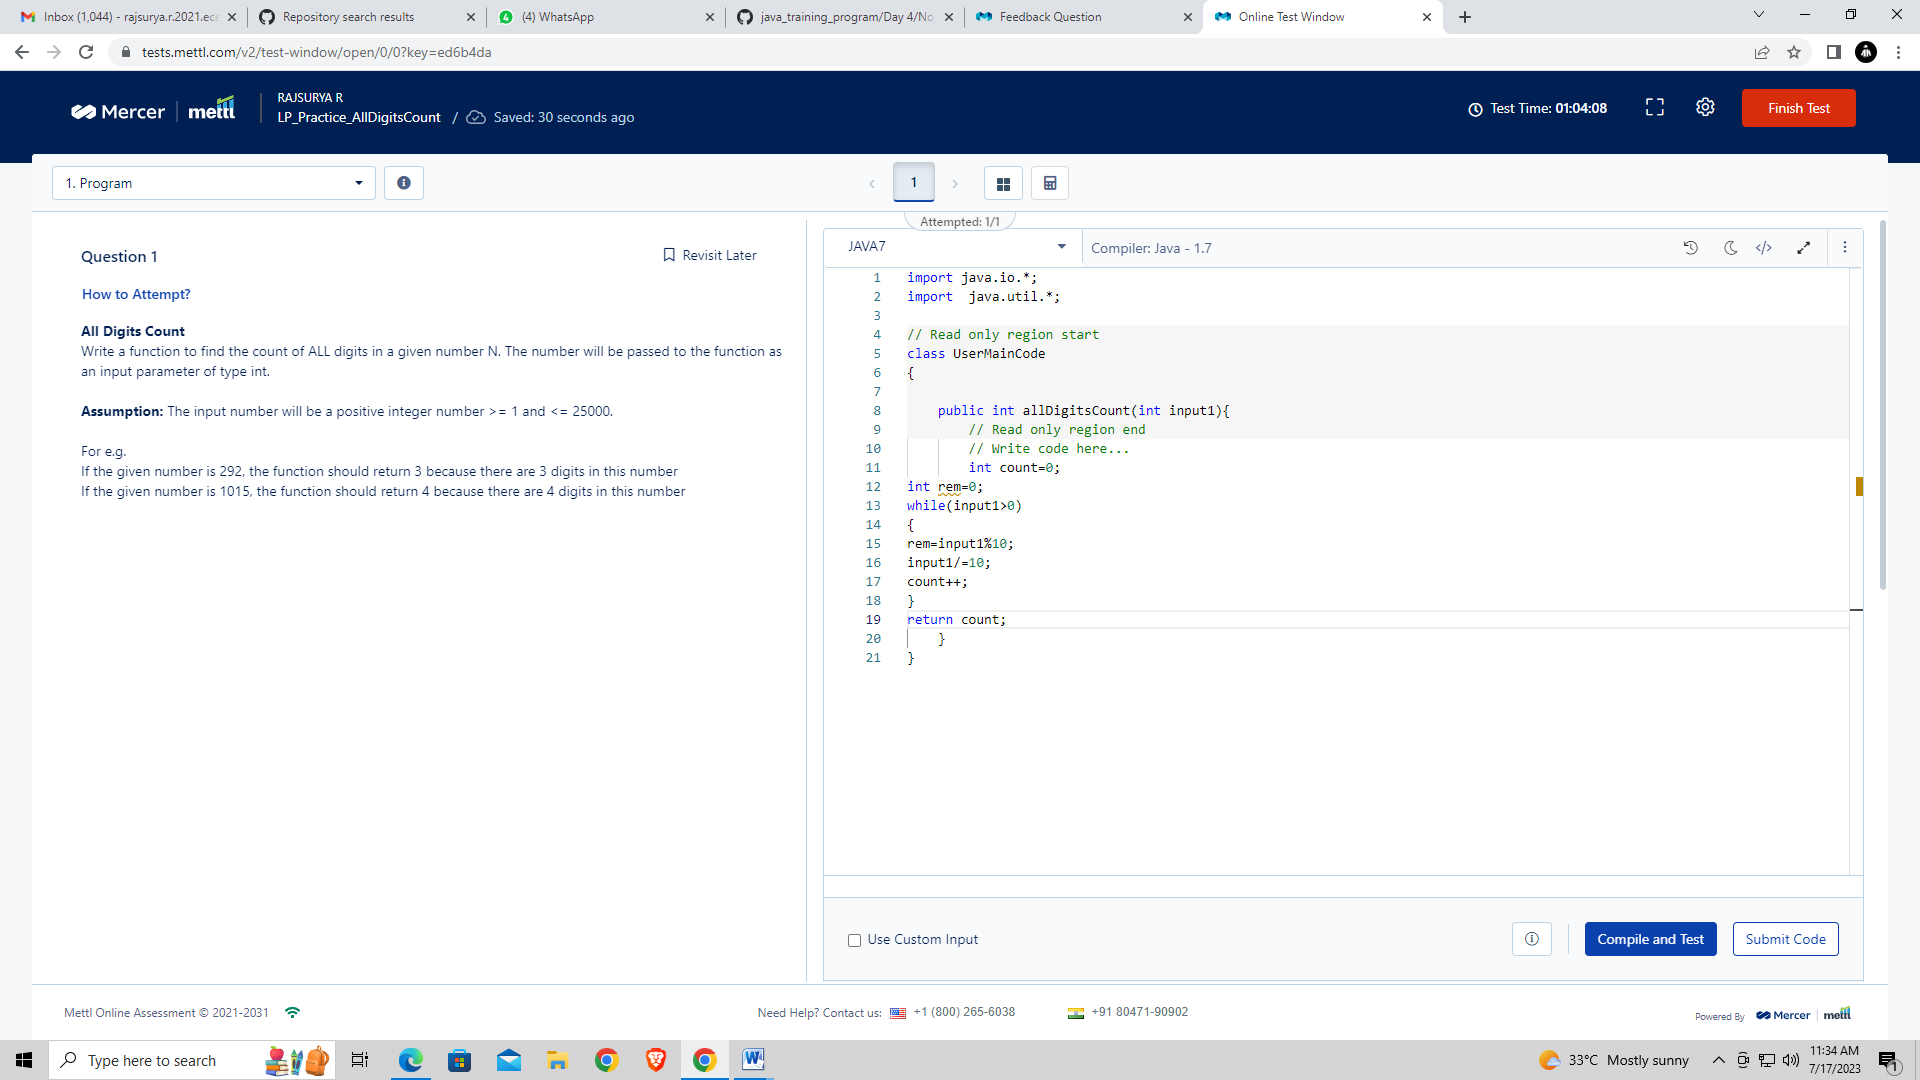 Inbox (1,044) - rajsurya.r.2021.ece
Repository search results
(4) WhatsApp
java_training_program/Day 4/No
Feedback Question
Online Test Window
tests.mettl.com/v2/test-window/open/0/0?key=ed6b4da
Mercer | mettl
RAJSURYA R
LP_Practice_AllDigitsCount / Saved: 30 seconds ago
Test Time: 01:04:08
Finish Test
1. Program
1
Attempted: 1/1
Question 1
Revisit Later
How to Attempt?
All Digits Count
Write a function to find the count of ALL digits in a given number N. The number will be passed to the function as
an input parameter of type int.
Assumption: The input number will be a positive integer number >= 1 and <= 25000.
For e.g.
If the given number is 292, the function should return 3 because there are 3 digits in this number
If the given number is 1015, the function should return 4 because there are 4 digits in this number
JAVA7
Compiler: Java - 1.7
1 import java.io.*;
2 import  java.util.*;
3
4 // Read only region start
5 class UserMainCode
6 {
7
8     public int allDigitsCount(int input1){
9         // Read only region end
10         // Write code here...
11         int count=0;
12 int rem=0;
13 while(input1>0)
14 {
15 rem=input1%10;
16 input1/=10;
17 count++;
18 }
19 return count;
20     }
21 }
Use Custom Input
Compile and Test
Submit Code
Mettl Online Assessment © 2021-2031
Need Help? Contact us: +1 (800) 265-6038
+91 80471-90902
Powered By Mercer | mettl
Type here to search
33°C Mostly sunny
11:34 AM
7/17/2023
1